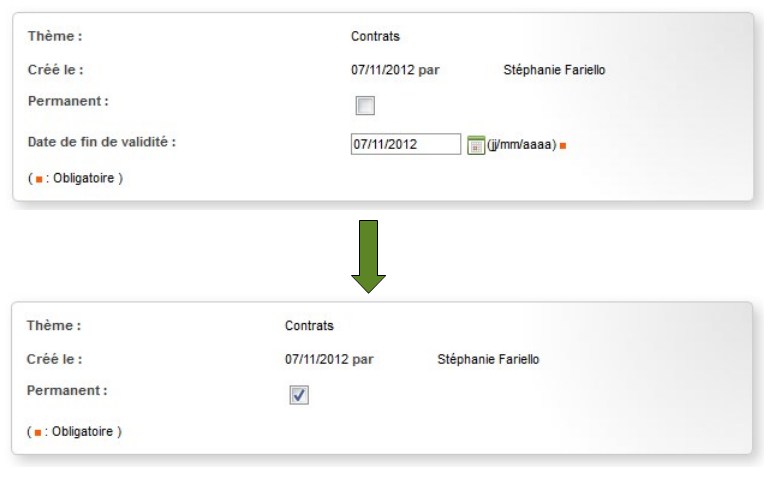 Thème : Contrats
Créé le : 07/11/2012 par Stéphanie Fariello
Permanent :
Date de fin de validité : 07/11/2012 (jj/mm/aaaa)
( : Obligatoire )
Thème : Contrats
Créé le : 07/11/2012 par Stéphanie Fariello
Permanent :
( : Obligatoire )